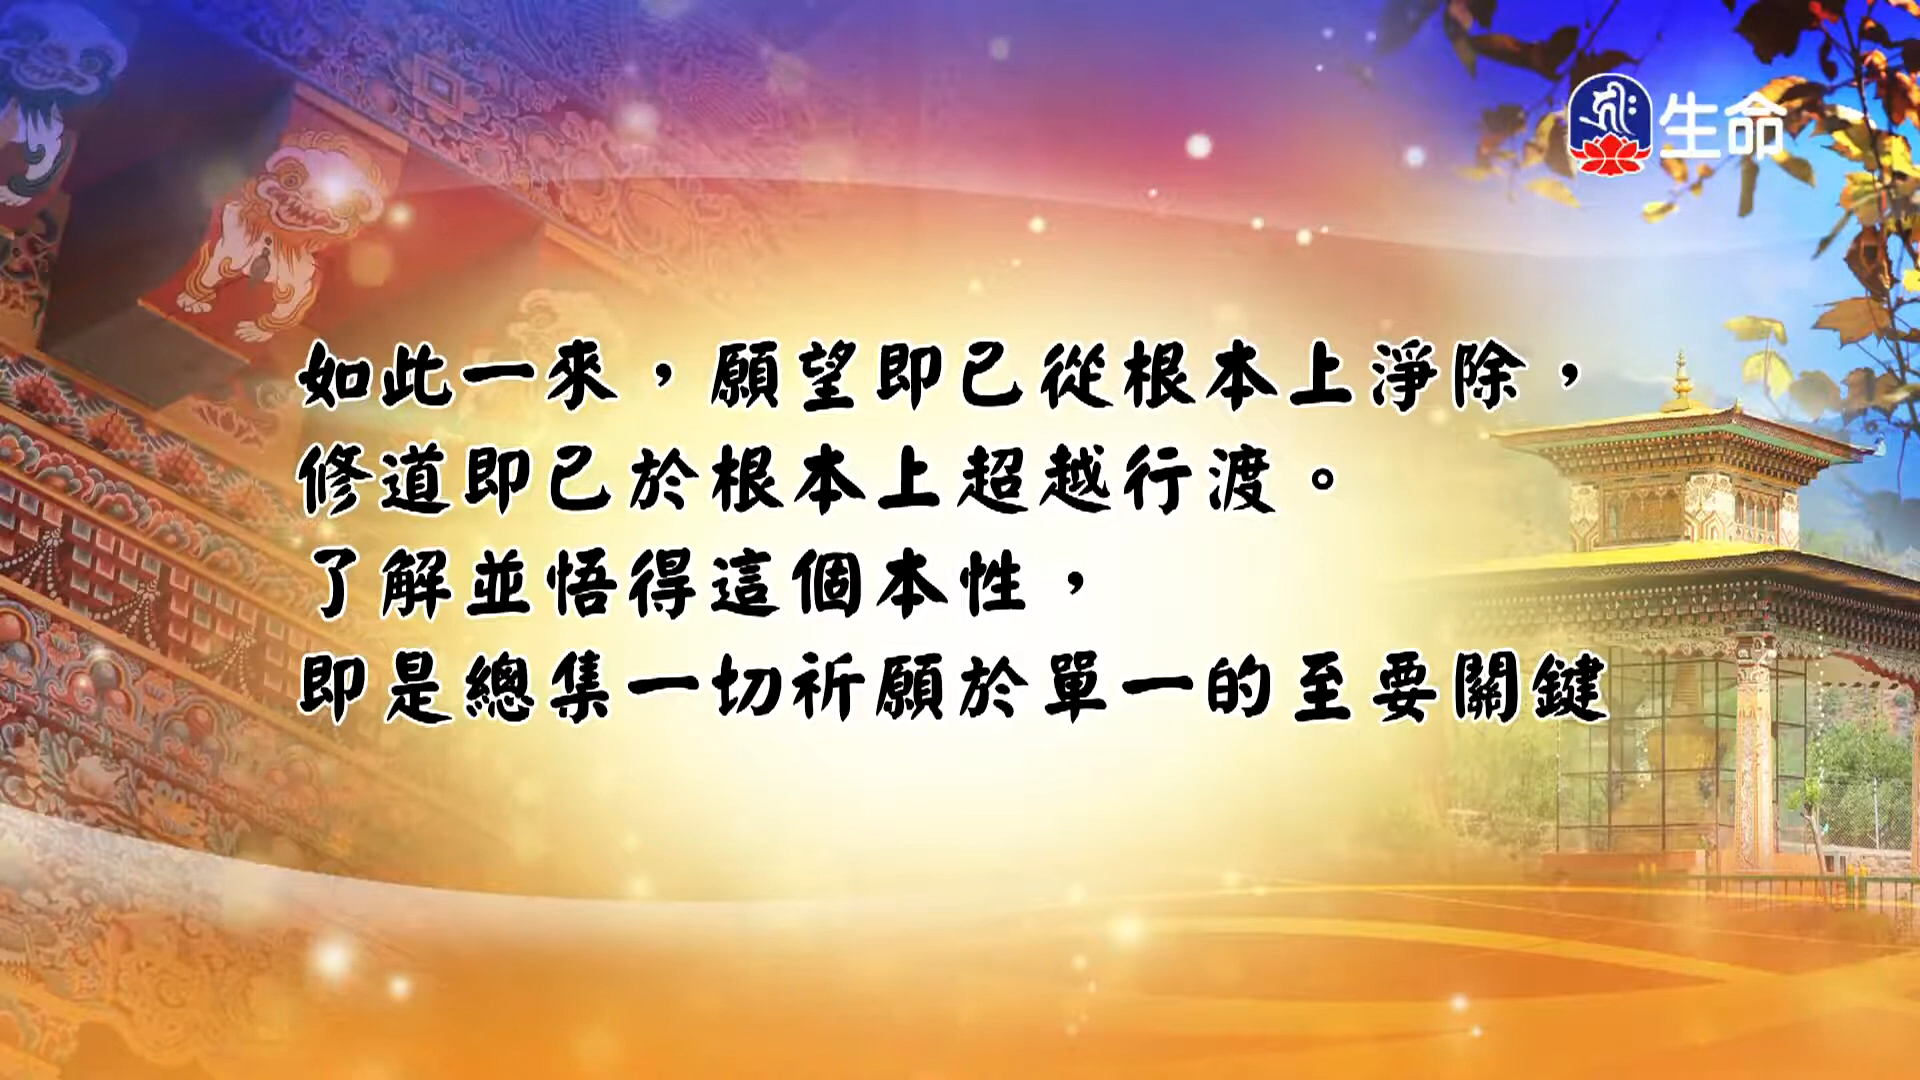 生命
如此一來，願望即已從根本上淨除，
修道即已於根本上超越行渡。
了解並悟得這個本性，
即是總集一切祈願於單一的至要關鍵